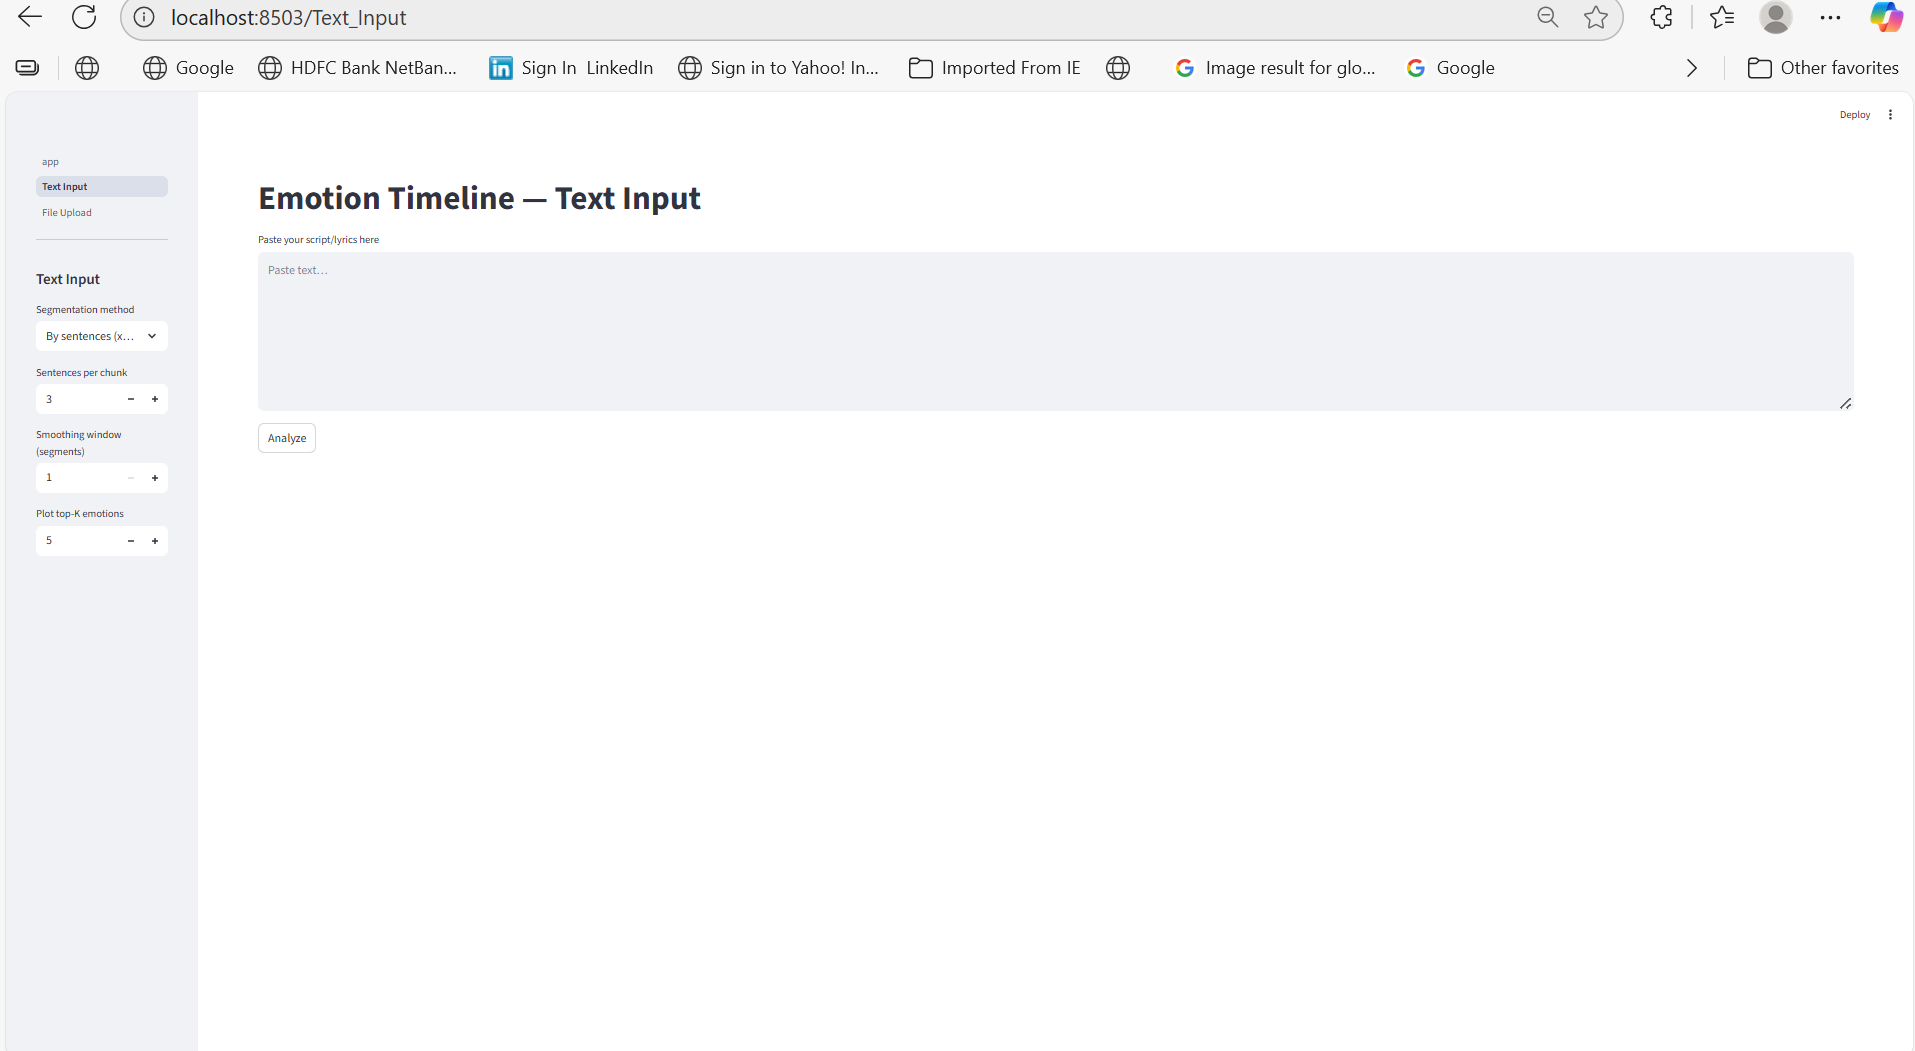 localhost:8503/Text_Input
Google
HDFC Bank NetBan...
in
Sign In LinkedIn
Sign in to Yahoo! In...
Imported From IE
Image result for glo...
Google
Other favorites
Deploy
app
Text Input
File Upload
Text Input
Segmentation method
By sentences (x...
Sentences per chunk
3
Smoothing window
(segments)
1
Plot top-K emotions
5
Emotion Timeline — Text Input
Paste your script/lyrics here
Paste text...
Analyze